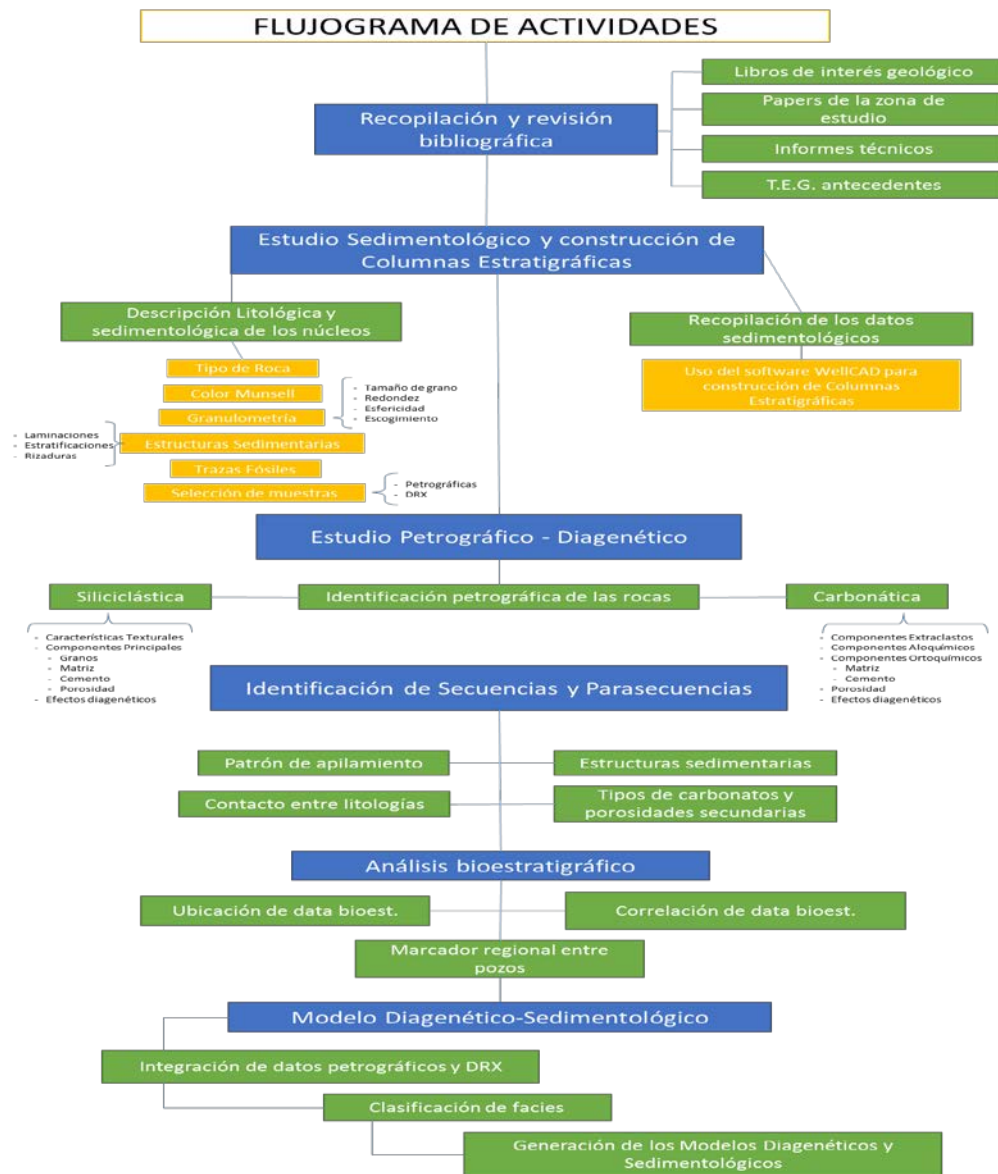 FLUJOGRAMA DE ACTIVIDADES
Recopilación y revisión
bibliográfica
Libros de interés geológico
Papers de la zona de
estudio
Informes técnicos
T.E.G. antecedentes
Estudio Sedimentológico y construcción de
Columnas Estratigráficas
Descripción Litológica y
sedimentológica de los núcleos
Tipo de Roca
Color Munsell
Granulometría
- Tamaño de grano
- Redondez
- Esfericidad
- Escogimiento
Estructuras Sedimentarias
- Laminaciones
- Estratificaciones
- Rizaduras
Trazas Fósiles
Selección de muestras
- Petrográficas
- DRX
Recopilación de los datos
sedimentológicos
Uso del software WellCAD para
construcción de Columnas
Estratigráficas
Estudio Petrográfico - Diagenético
Siliciclástica
Identificación petrográfica de las rocas
Carbonática
- Características Texturales
- Componentes Principales
- Granos
- Matriz
- Cemento
- Porosidad
- Efectos diagenéticos
- Componentes Extraclastos
- Componentes Aloquímicos
- Componentes Ortoquímicos
- Matriz
- Cemento
- Porosidad
- Efectos diagenéticos
Identificación de Secuencias y Parasecuencias
Patrón de apilamiento
Estructuras sedimentarias
Contacto entre litologías
Tipos de carbonatos y
porosidades secundarias
Análisis bioestratigráfico
Ubicación de data bioest.
Correlación de data bioest.
Marcador regional entre
pozos
Modelo Diagenético-Sedimentológico
Integración de datos petrográficos y DRX
Clasificación de facies
Generación de los Modelos Diagenéticos y
Sedimentológicos